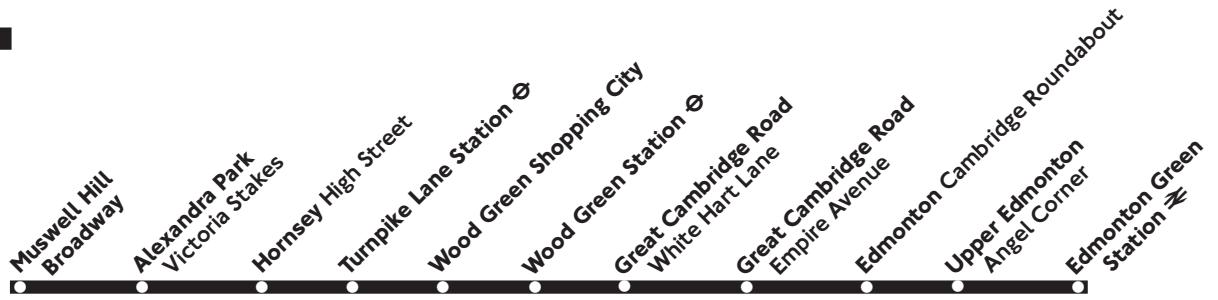 Muswell Hill
Broadway
Alexandra Park
Victoria Stakes
Hornsey High Street
Turnpike Lane Station
Wood Green Shopping City
Wood Green Station
Great Cambridge Road
White Hart Lane
Great Cambridge Road
Empire Avenue
Edmonton Cambridge Roundabout
Upper Edmonton
Angel Corner
Edmonton Green
Station